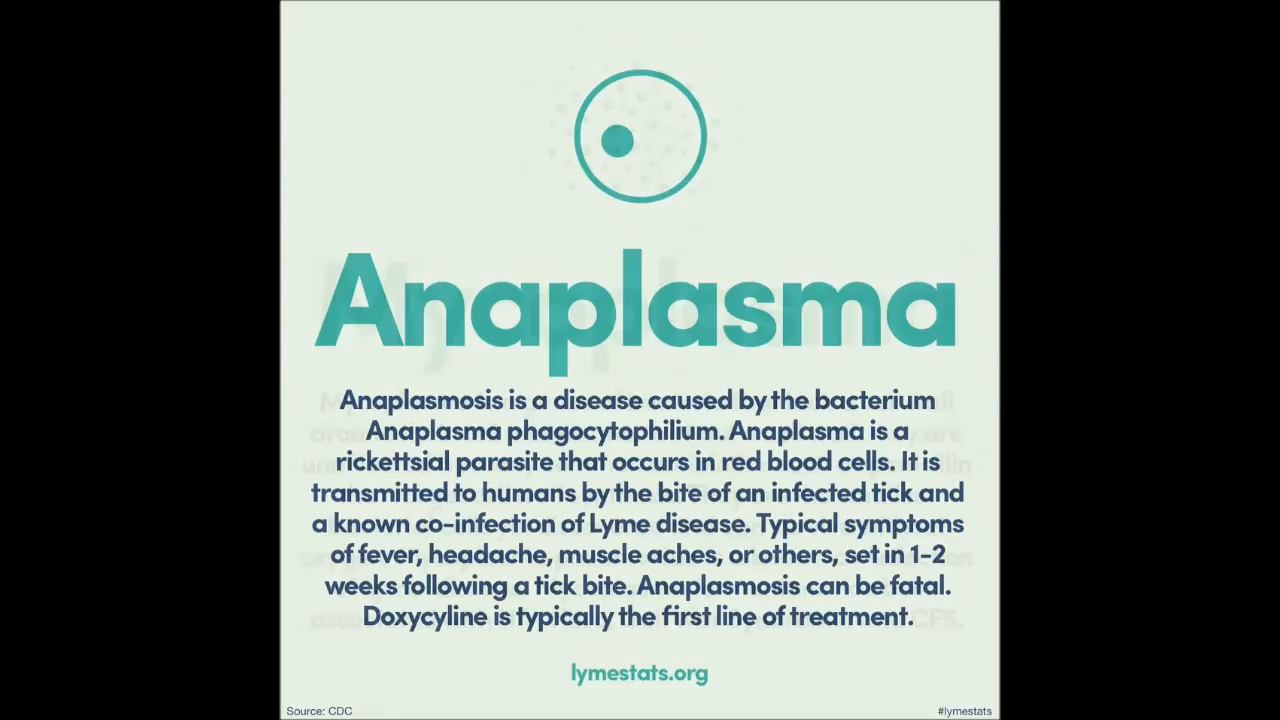 Anaplasma
Anaplasmosis is a disease caused by the bacterium
Anaplasma phagocytophilium. Anaplasma is a
rickettsial parasite that occurs in red blood cells. It is
transmitted to humans by the bite of an infected tick and
a known co-infection of Lyme disease. Typical symptoms
of fever, headache, muscle aches, or others, set in 1-2
weeks following a tick bite. Anaplasmosis can be fatal.
Doxycyline is typically the first line of treatment.
lymestats.org
Source: CDC
#lymestats